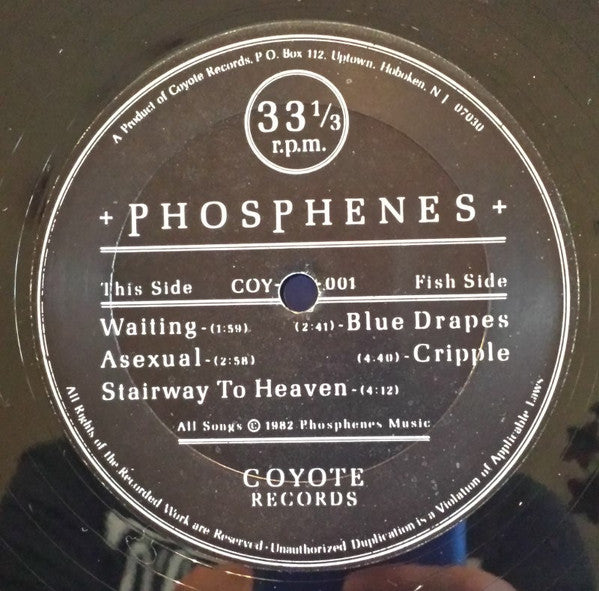 A Product of Coyote Records, P.O. Box 112, Uptown, Hoboken, NJ 07030
33 1/3
r.p.m.
+ PHOSPHENES +
This Side COY- .001 Fish Side
Waiting-(1:59). (2:41)-Blue Drapes
Asexual-(2:58) (4.40)-Cripple
Stairway To Heaven-(4:12)
All Songs © 1982 Phosphenes Music
COYOTE
RECORDS
All Rights of the Recorded Work are Reserved · Unauthorized Duplication is a Violation of Applicable Laws